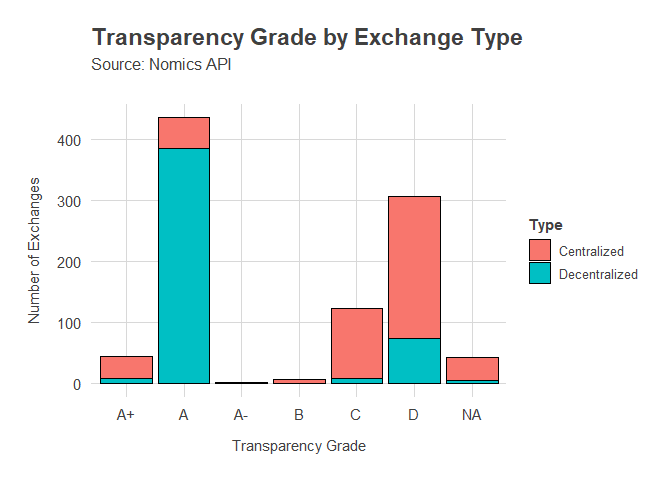 Transparency Grade by Exchange Type
Source: Nomics API
Number of Exchanges
400
300
200
100
0
A+ A A- B C D NA
Transparency Grade
Type
Centralized
Decentralized